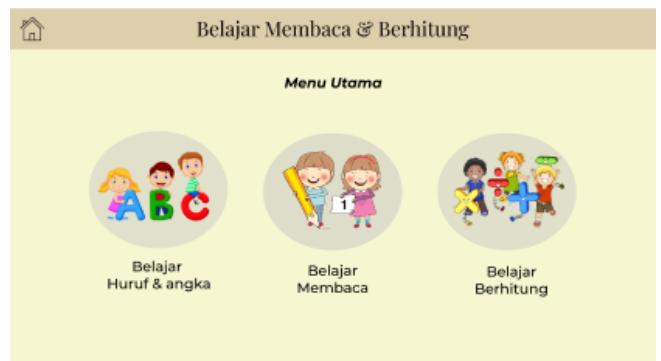 Belajar Membaca & Berhitung
Menu Utama
ABC
1
Belajar
Huruf & angka
Belajar
Membaca
Belajar
Berhitung